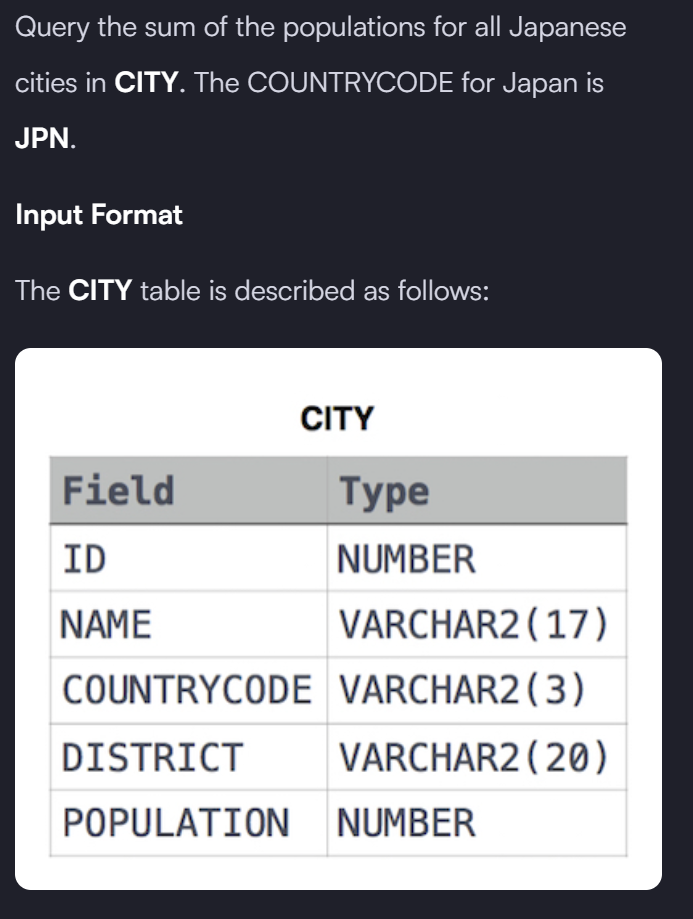 Query the sum of the populations for all Japanese
cities in CITY. The COUNTRYCODE for Japan is
JPN.
Input Format
The CITY table is described as follows:
CITY
Field Type
ID NUMBER
NAME VARCHAR2(17)
COUNTRYCODE VARCHAR2(3)
DISTRICT VARCHAR2(20)
POPULATION NUMBER